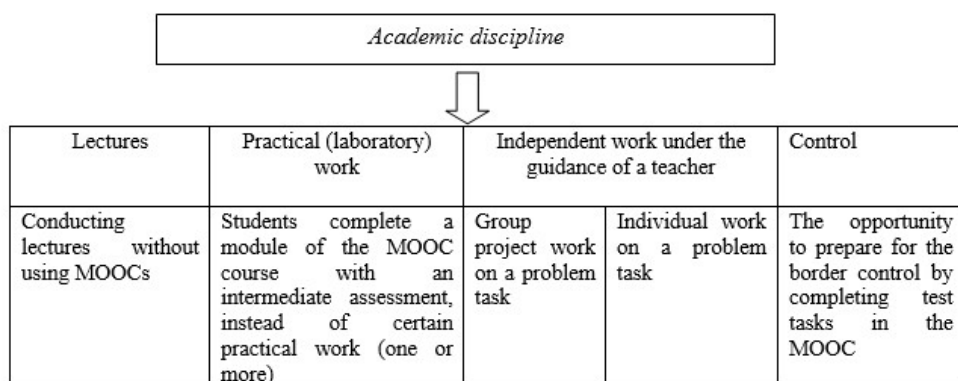 Academic discipline
Lectures
Practical (laboratory)
work
Independent work under the
guidance of a teacher
Control
Conducting
lectures without
using MOOCs
Students complete a
module of the MOOC
course with an
intermediate assessment,
instead of certain
practical work (one or
more)
Group
project work
on a problem
task
Individual work
on a problem
task
The opportunity
to prepare for the
border control by
completing test
tasks in the
MOOC